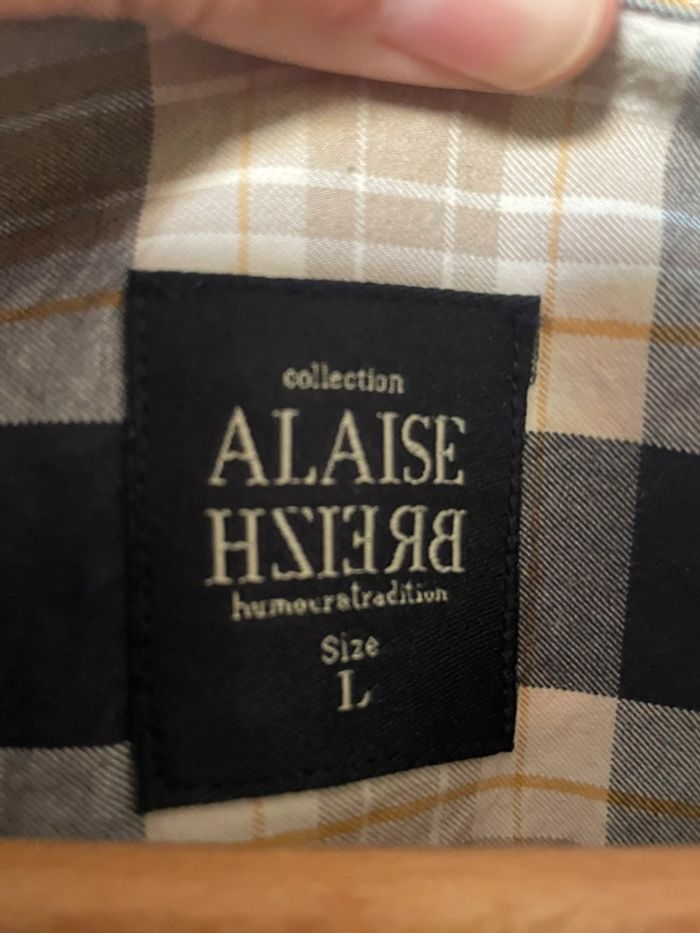 collection
ALAISE
BREIZH
humour&tradition
Size
L